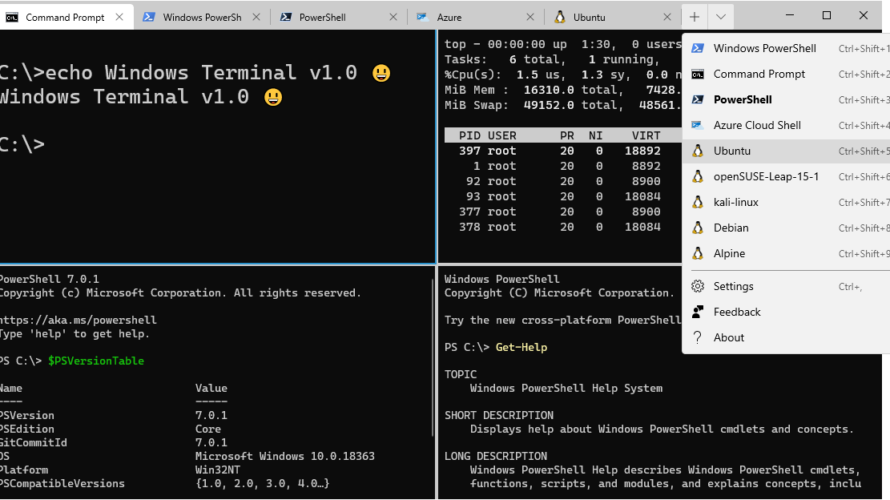 Command Prompt
Windows PowerSh
PowerShell
Azure
Ubuntu
C:\>echo Windows Terminal v1.0 😃
Windows Terminal v1.0 😃
C:\>
top - 00:00:00 up 1:30, 0 users
Tasks: 6 total, 1 running,
%Cpu(s): 1.5 us, 1.3 sy, 0.0 n
MiB Mem : 16310.0 total, 7428.
MiB Swap: 49152.0 total, 48561.
PID USER PR NI VIRT
397 root 20 0 18892
1 root 20 0 8892
92 root 20 0 8900
93 root 20 0 18084
377 root 20 0 8900
378 root 20 0 18084
Windows PowerShell Ctrl+Shift+1
Command Prompt Ctrl+Shift+2
PowerShell Ctrl+Shift+3
Azure Cloud Shell Ctrl+Shift+4
Ubuntu Ctrl+Shift+5
openSUSE-Leap-15-1 Ctrl+Shift+6
kali-linux Ctrl+Shift+7
Debian Ctrl+Shift+8
Alpine Ctrl+Shift+9
Settings Ctrl+,
Feedback
? About
PowerShell 7.0.1
Copyright (c) Microsoft Corporation. All rights reserved.
https://aka.ms/powershell
Type 'help' to get help.
PS C:\> $PSVersionTable
Name Value
---- -----
PSVersion 7.0.1
PSEdition Core
GitCommitId 7.0.1
OS Microsoft Windows 10.0.18363
Platform Win32NT
PSCompatibleVersions {1.0, 2.0, 3.0, 4.0…}
Windows PowerShell
Copyright (C) Microsoft Corporation.
Try the new cross-platform PowerShell
PS C:\> Get-Help
TOPIC
Windows PowerShell Help System
SHORT DESCRIPTION
Displays help about Windows PowerShell cmdlets and concepts.
LONG DESCRIPTION
Windows PowerShell Help describes Windows PowerShell cmdlets,
functions, scripts, and modules, and explains concepts, inclu